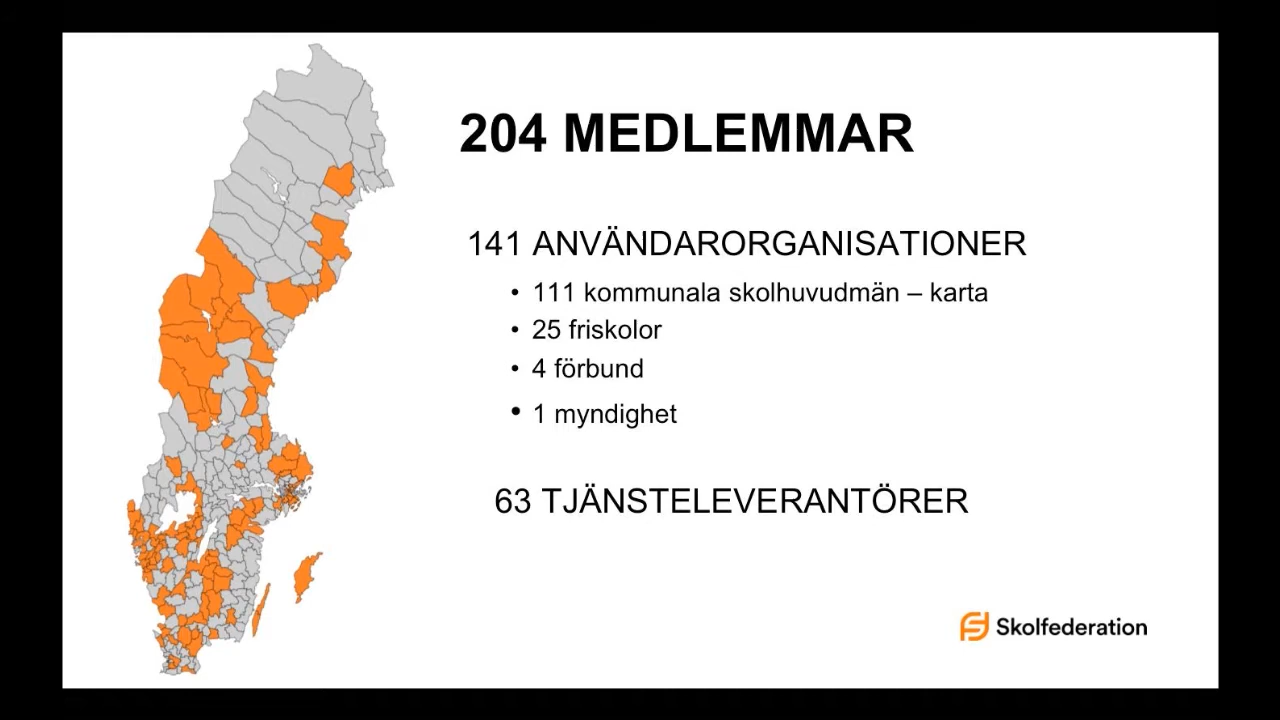 204 MEDLEMMAR
141 ANVÄNDARORGANISATIONER
• 111 kommunala skolhuvudmän – karta
• 25 friskolor
• 4 förbund
• 1 myndighet
63 TJÄNSTELEVERANTÖRER
Skolfederation